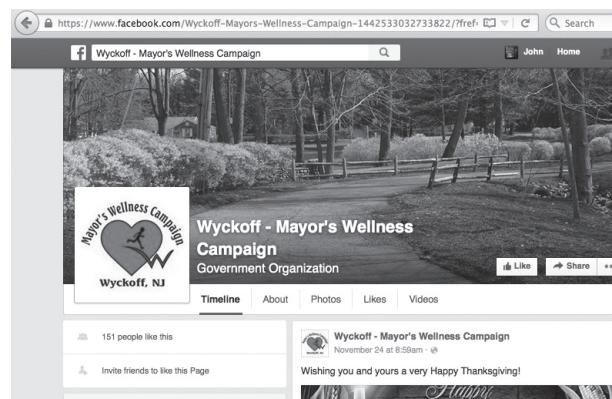 https://www.facebook.com/Wyckoff-Mayors-Wellness-Campaign-1442533032733822/?fref=
Search
Wyckoff - Mayor's Wellness Campaign
John Home
Mayor's Wellness Campaign
Wyckoff, NJ
Wyckoff - Mayor's Wellness
Campaign
Government Organization
Like Share
Timeline About Photos Likes Videos
151 people like this
Invite friends to like this Page
Wyckoff - Mayor's Wellness Campaign
November 24 at 8:59am
Wishing you and yours a very Happy Thanksgiving!
Happy